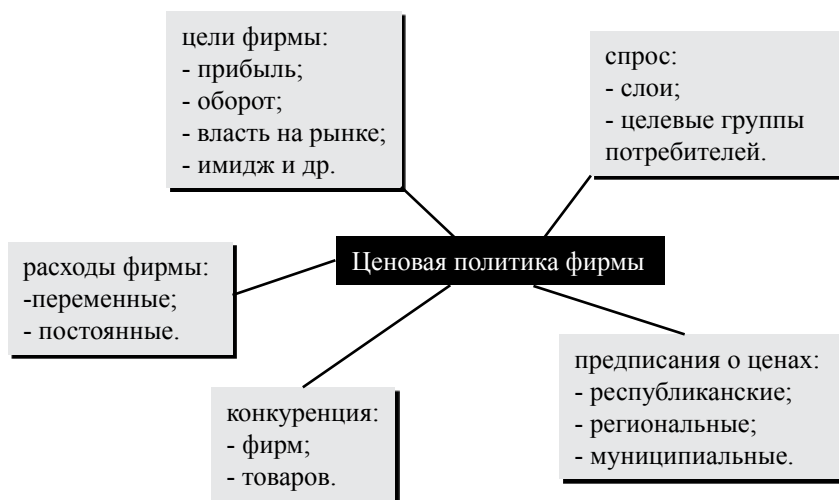 цели фирмы:
- прибыль;
- оборот;
- власть на рынке;
- имидж и др.
спрос:
- слои;
- целевые группы
потребителей.
Ценовая политика фирмы
расходы фирмы:
-переменные;
- постоянные.
предписания о ценах:
- республиканские;
- региональные;
- муниципиальные.
конкуренция:
- фирм;
- товаров.